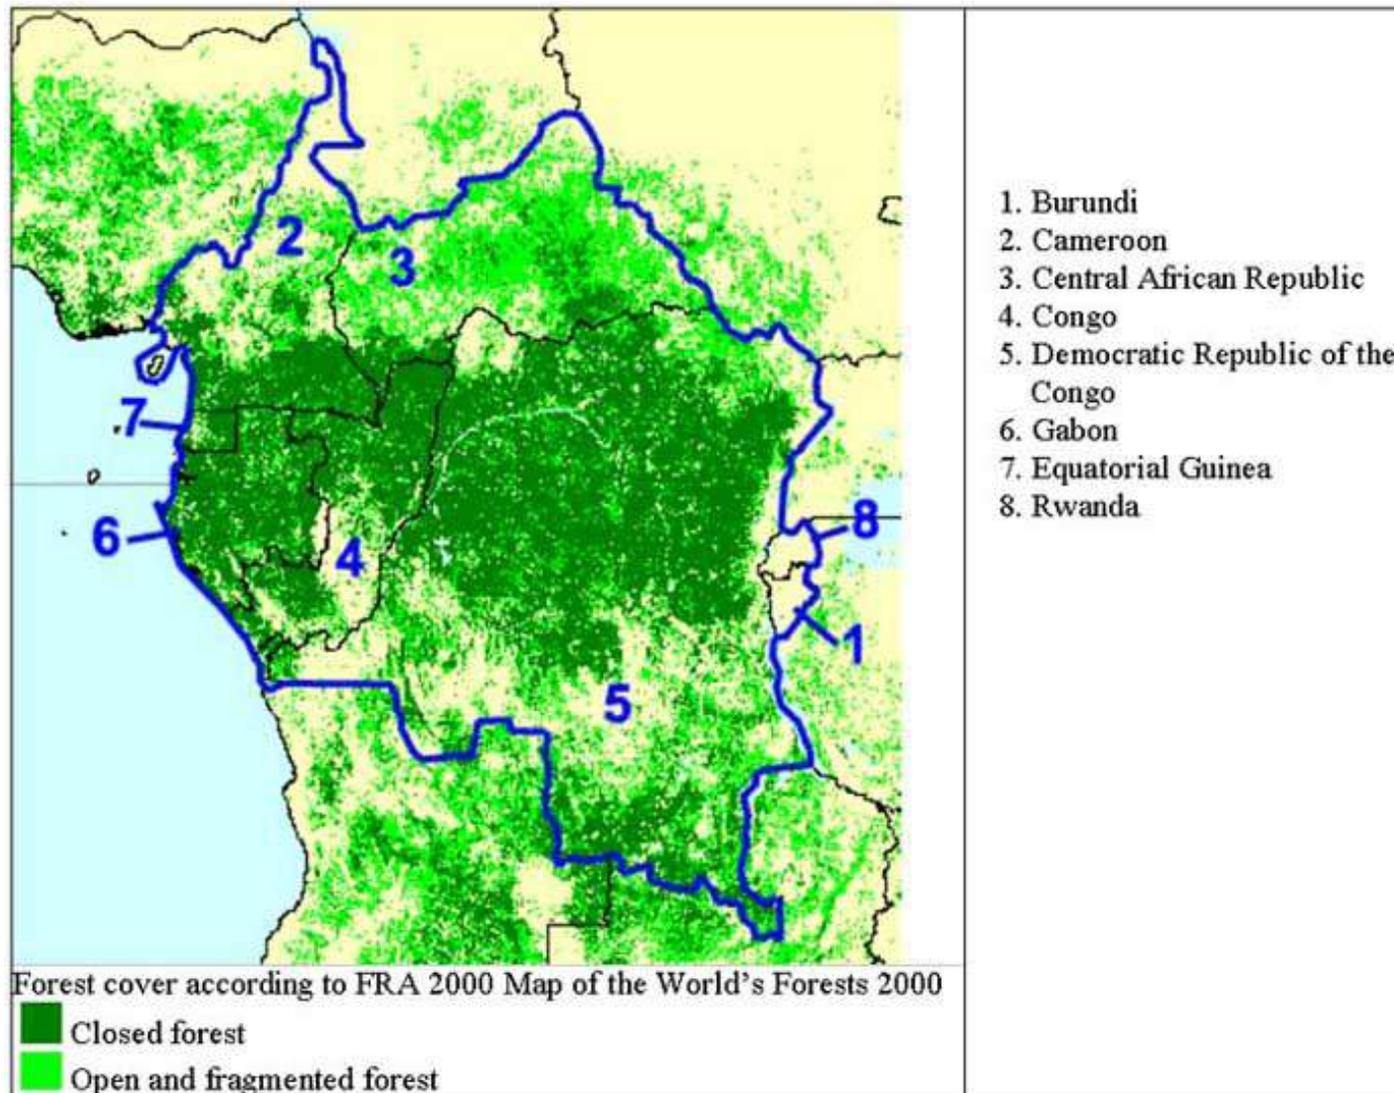 2
3
7
6
4
8
1
5
1. Burundi
2. Cameroon
3. Central African Republic
4. Congo
5. Democratic Republic of the
Congo
6. Gabon
7. Equatorial Guinea
8. Rwanda
Forest cover according to FRA 2000 Map of the World's Forests 2000
Closed forest
Open and fragmented forest